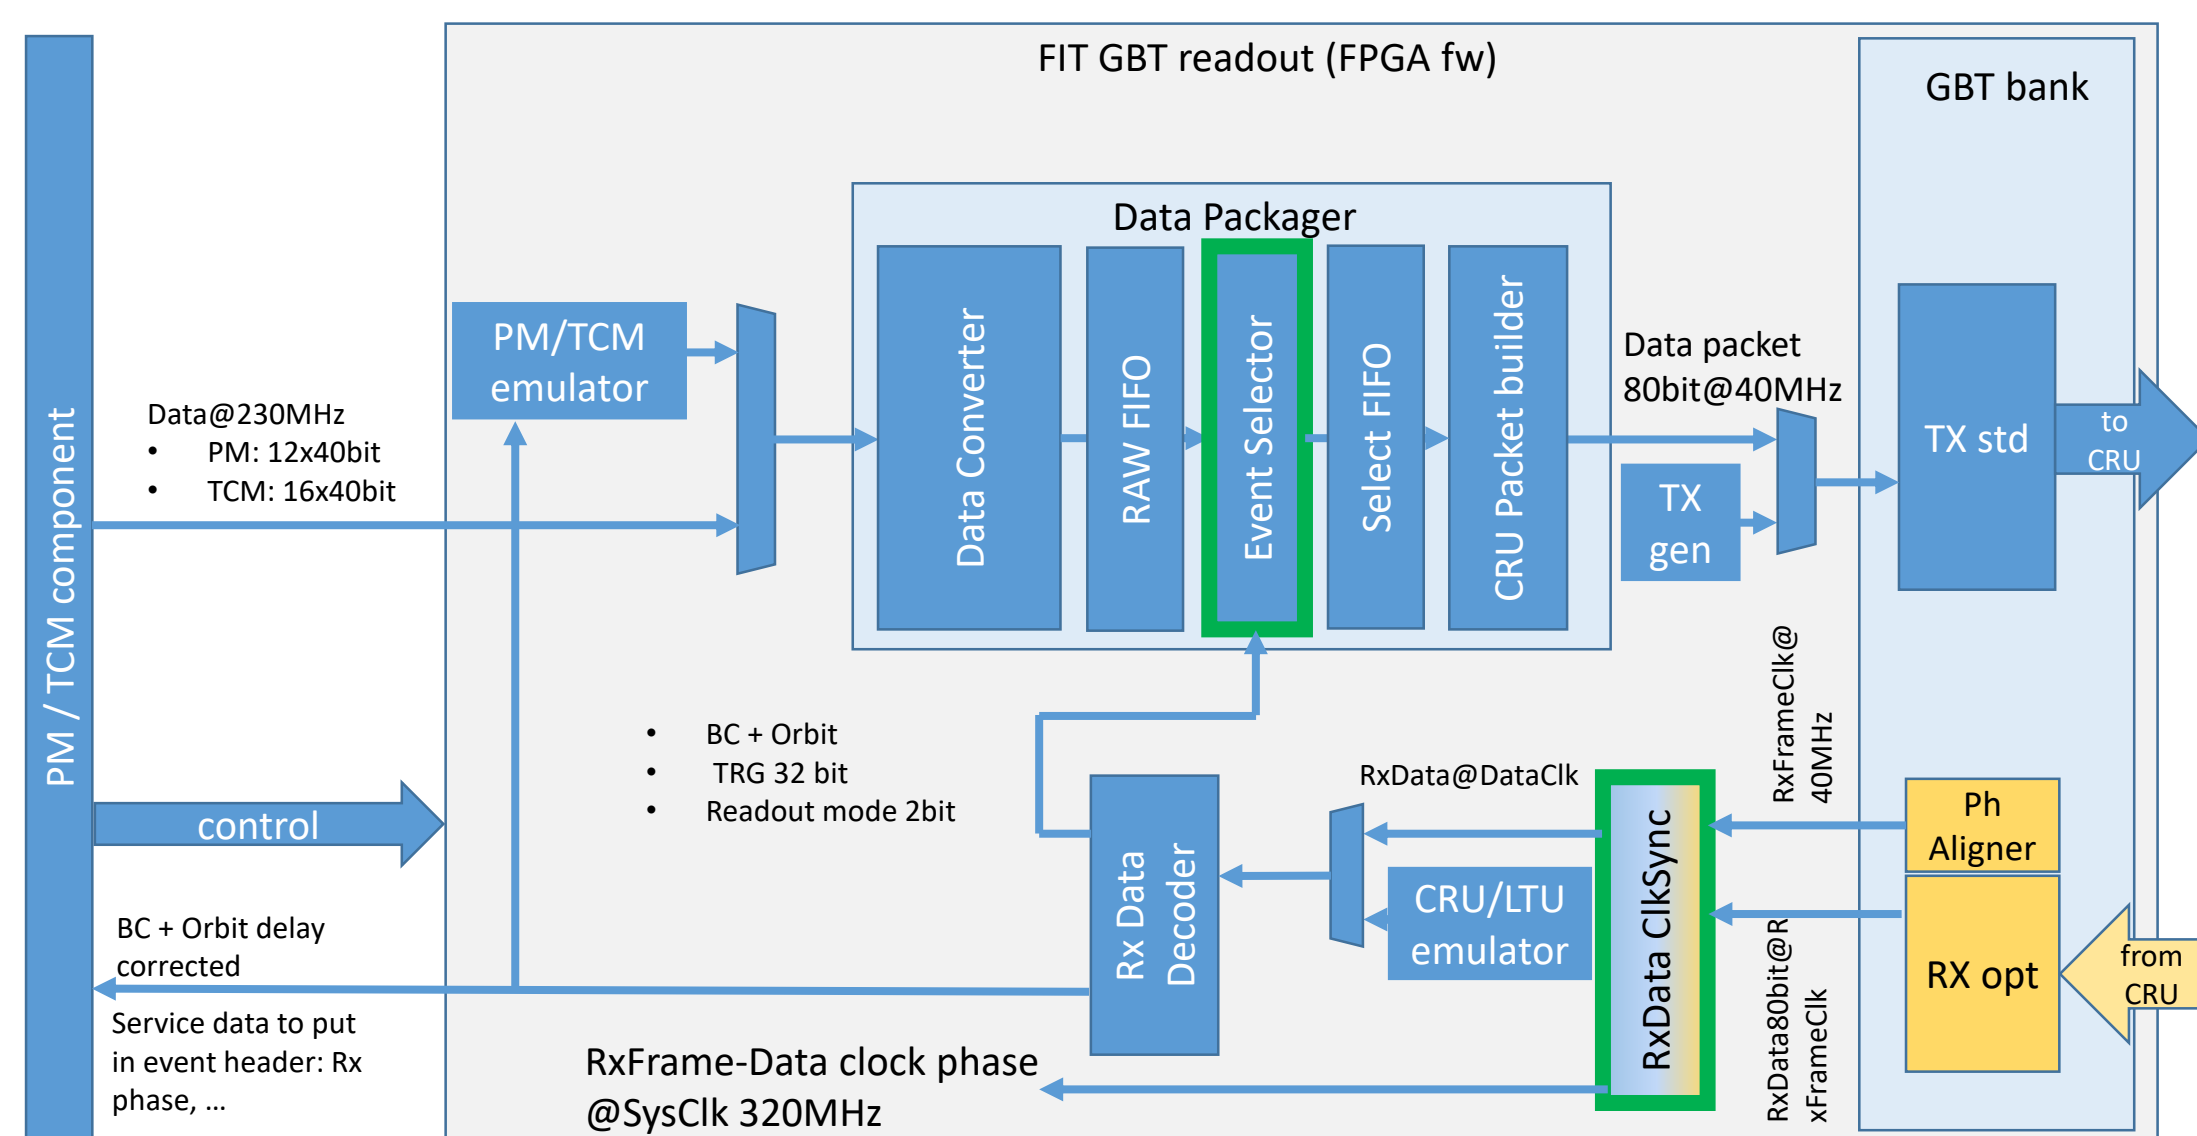 FIT GBT readout (FPGA fw)
GBT bank
Data Packager
PM / TCM component
PM/TCM
emulator
Data@230MHz
• PM: 12x40bit
• TCM: 16x40bit
Data Converter
RAW FIFO
Event Selector
Select FIFO
CRU Packet builder
Data packet
80bit@40MHz
TX
gen
TX std
to
CRU
control
• BC + Orbit
• TRG 32 bit
• Readout mode 2bit
Rx Data
Decoder
RxData@DataClk
CRU/LTU
emulator
RxData ClkSync
RxFrameClk@
40MHz
RxData80bit@R
xFrameClk
Ph
Aligner
RX opt
from
CRU
BC + Orbit delay
corrected
Service data to put
in event header: Rx
phase, ...
RxFrame-Data clock phase
@SysClk 320MHz